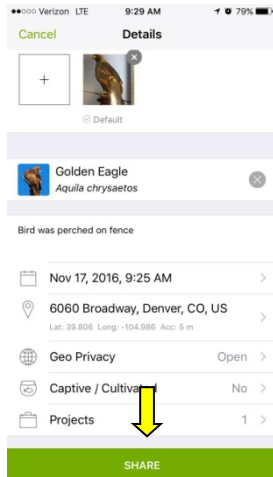 Verizon LTE 9:29 AM 79%
Cancel Details
Default
Golden Eagle
Aquila chrysaetos
Bird was perched on fence
Nov 17, 2016, 9:25 AM
6060 Broadway, Denver, CO, US
Lat: 39.806 Long: -104.986 Acc: 5 m
Geo Privacy Open
Captive / Cultivated No
Projects 1
SHARE